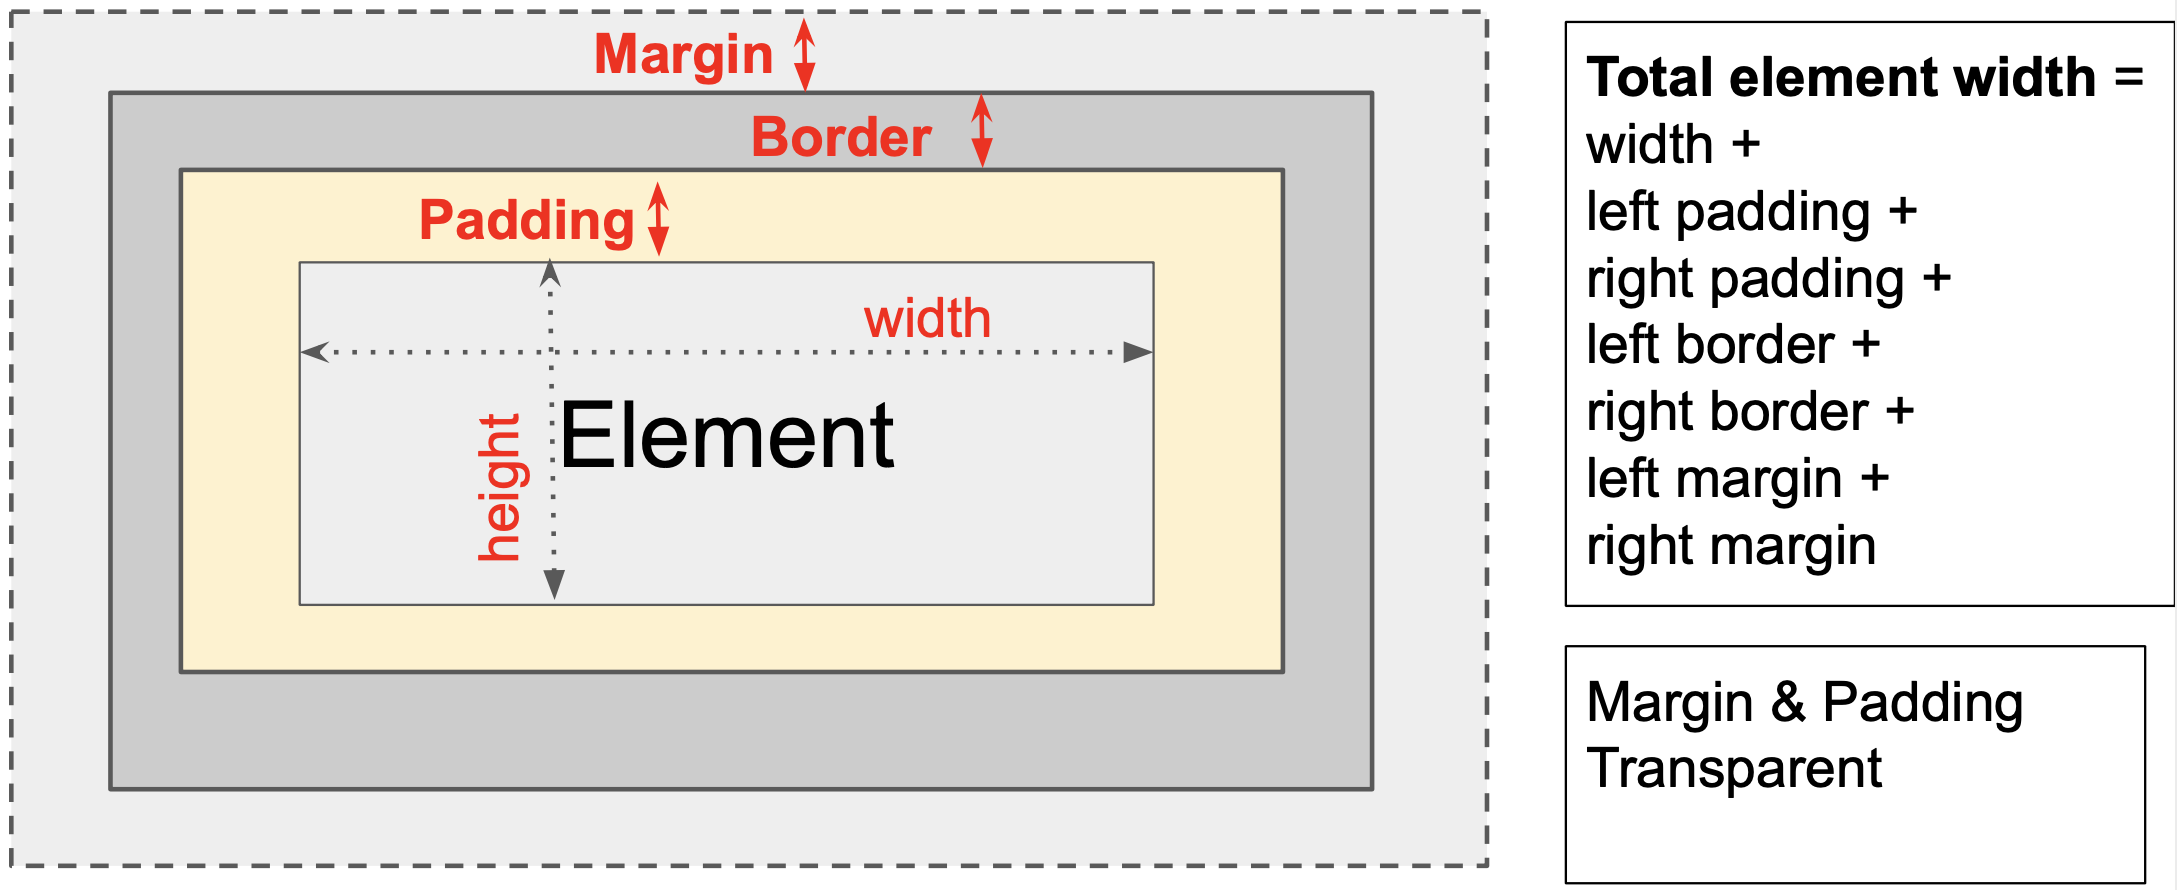 Margin
Border
Padding
width
height
Element
Total element width =
width +
left padding +
right padding +
left border +
right border +
left margin +
right margin
Margin & Padding
Transparent